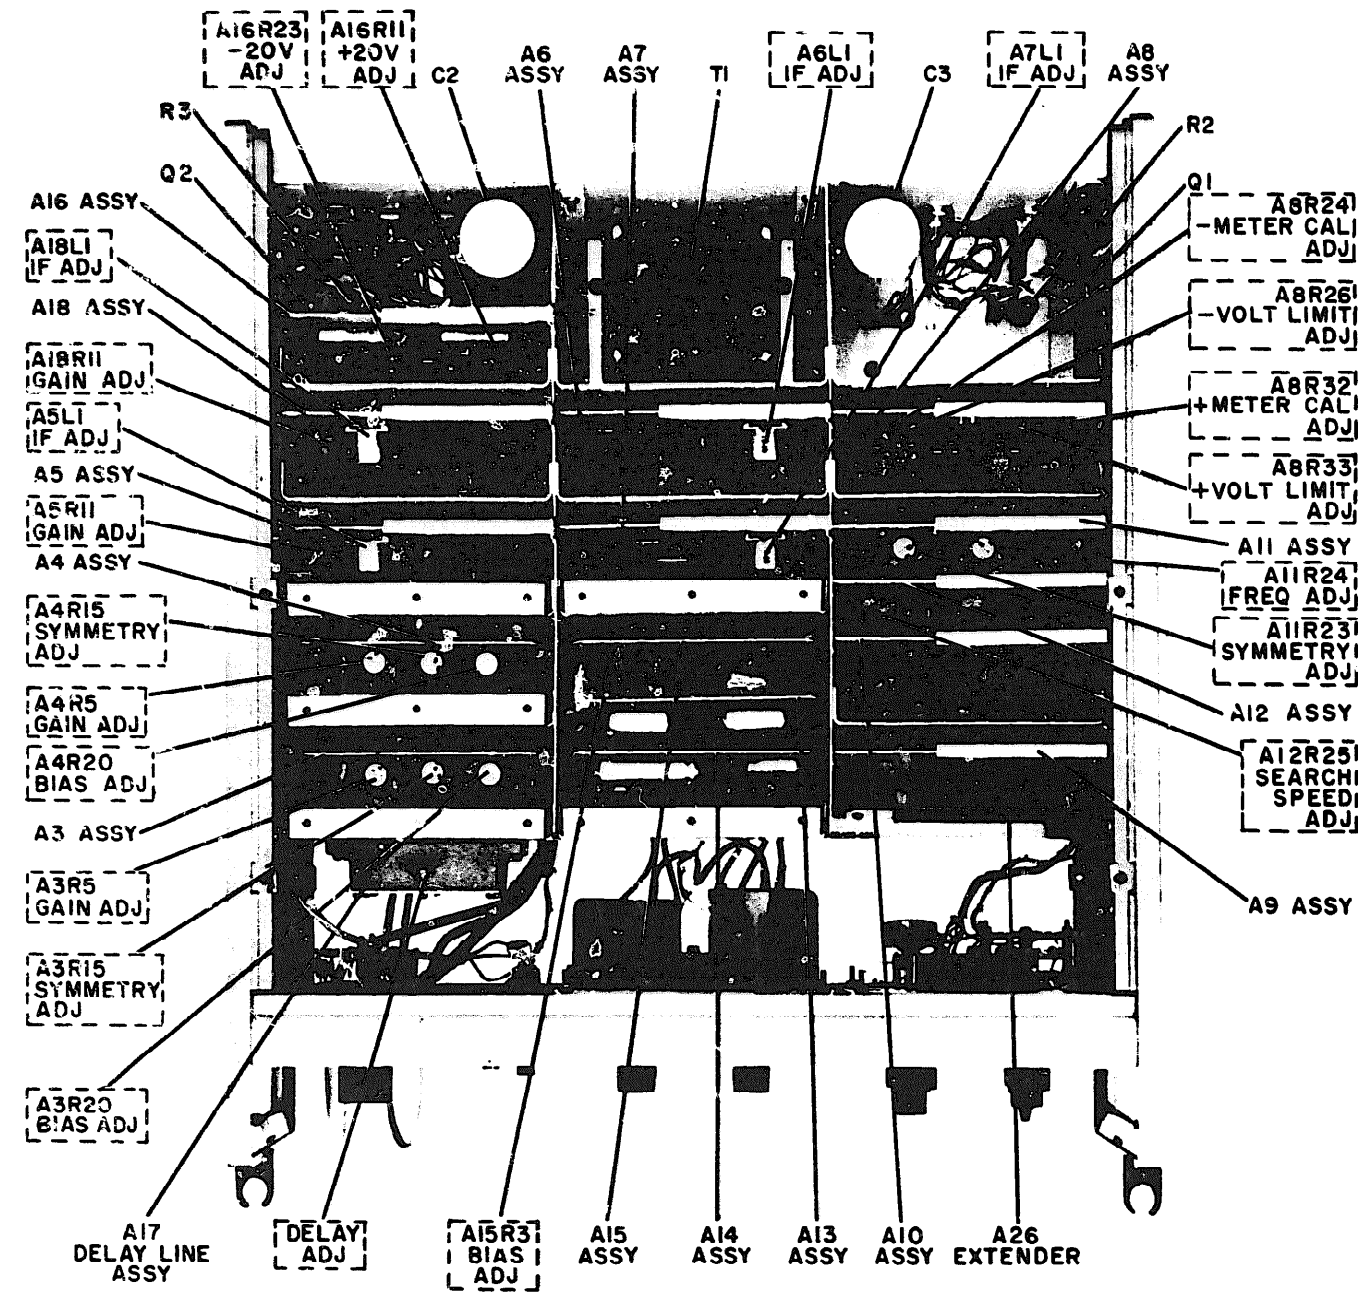 A16R23
-20V
ADJ
A16R11
+20V
ADJ
C2
A6
ASSY
A7
ASSY
T1
A6L1
IF ADJ
C3
A7L1
IF ADJ
A8
ASSY
R3
Q2
A16 ASSY
A18L1
IF ADJ
A18 ASSY
A18R11
GAIN ADJ
A5L1
IF ADJ
A5 ASSY
A5R11
GAIN ADJ
A4 ASSY
A4R15
SYMMETRY
ADJ
A4R5
GAIN ADJ
A4R20
BIAS ADJ
A3 ASSY
A3R5
GAIN ADJ
A3R15
SYMMETRY
ADJ
A3R20
BIAS ADJ
R2
Q1
A8R24
-METER CAL
ADJ
A8R26
-VOLT LIMIT
ADJ
A8R32
+METER CAL
ADJ
A8R33
+VOLT LIMIT
ADJ
A11 ASSY
A11R24
FREQ ADJ
A11R23
SYMMETRY
ADJ
A12 ASSY
A12R25
SEARCH
SPEED
ADJ
A9 ASSY
A17
DELAY LINE
ASSY
DELAY
ADJ
A15R3
BIAS
ADJ
A15
ASSY
A14
ASSY
A13
ASSY
A10
ASSY
A26
EXTENDER